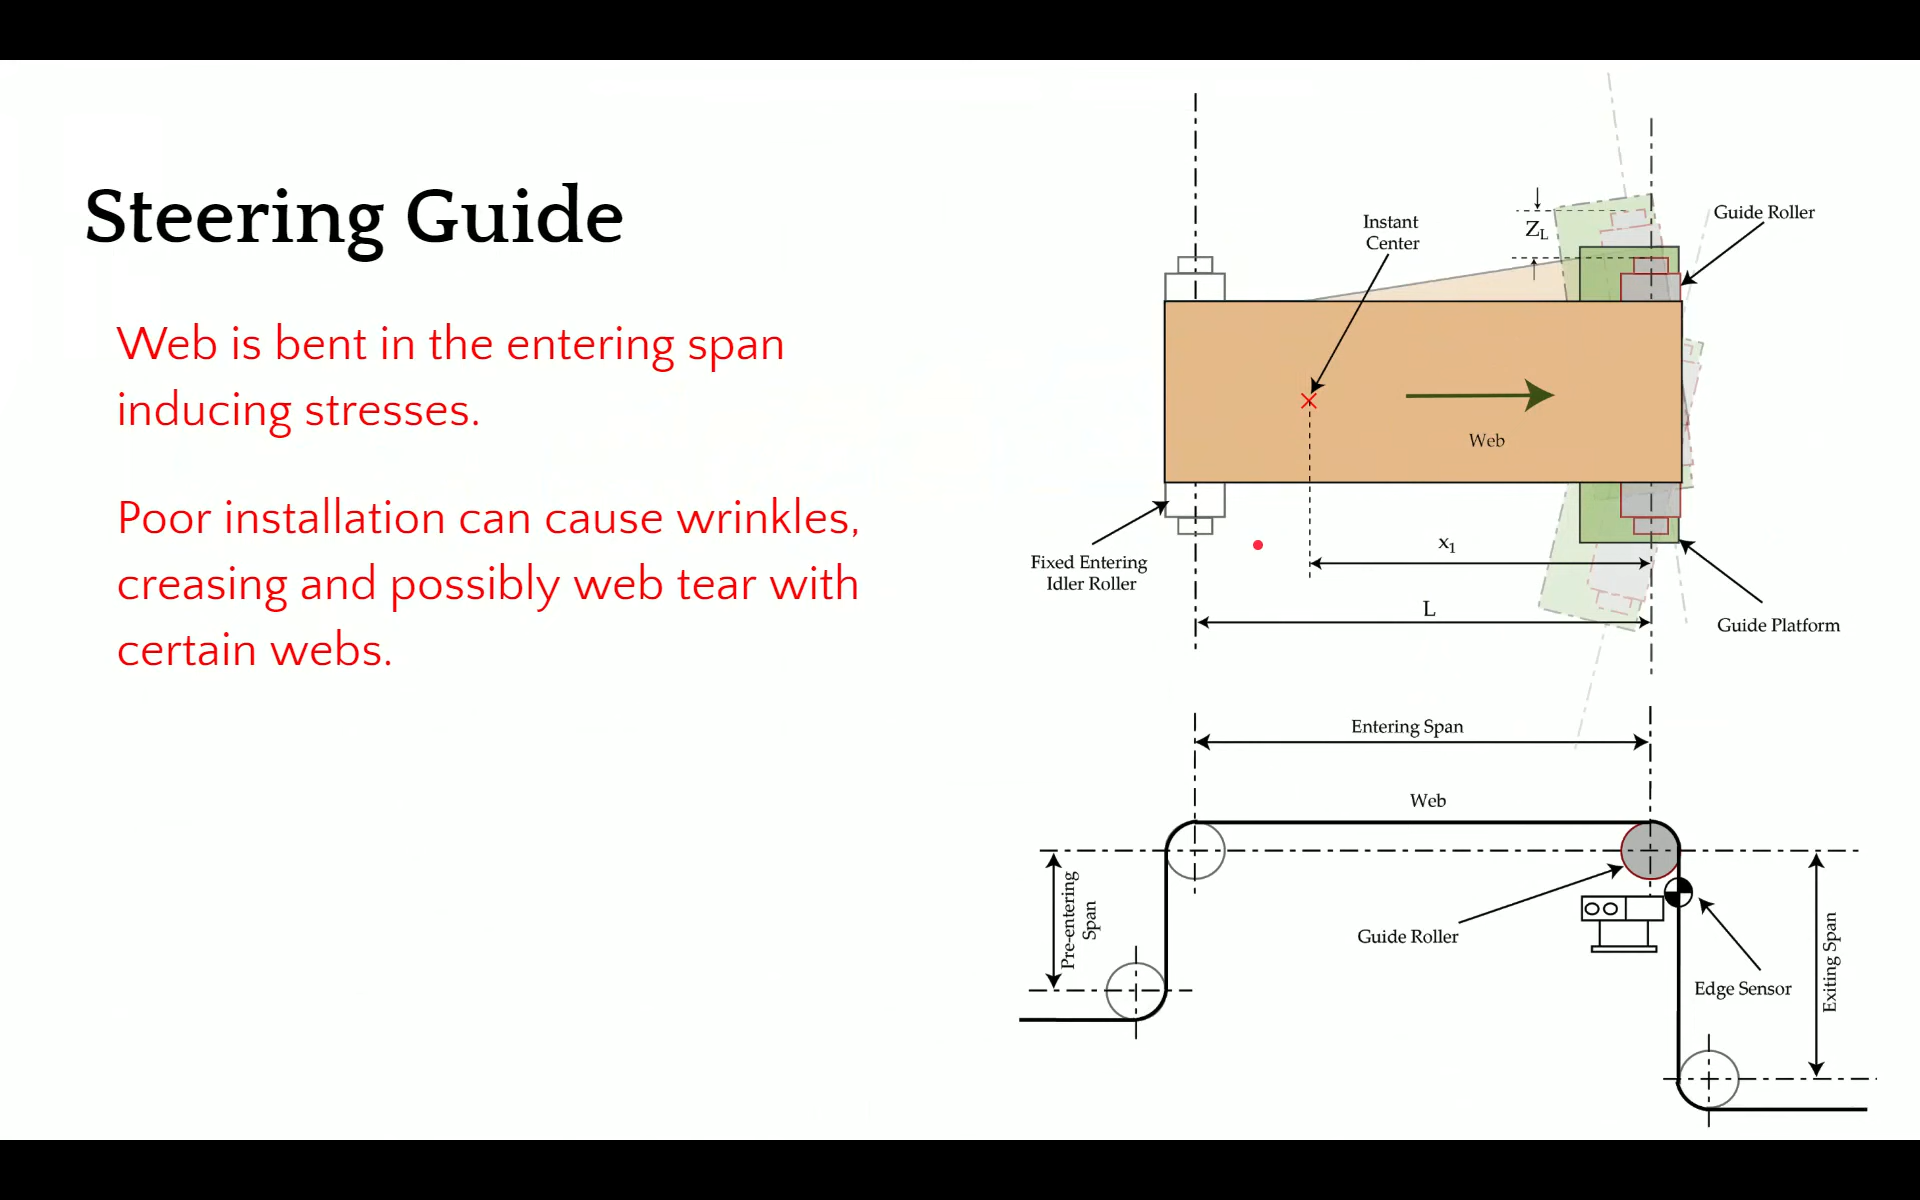 Steering Guide
Web is bent in the entering span
inducing stresses.
Poor installation can cause wrinkles,
creasing and possibly web tear with
certain webs.
Instant
Center
Z_L
Guide Roller
Web
Fixed Entering
Idler Roller
x₁
L
Guide Platform
Entering Span
Web
Pre-entering
Span
Guide Roller
Edge Sensor
Exiting Span